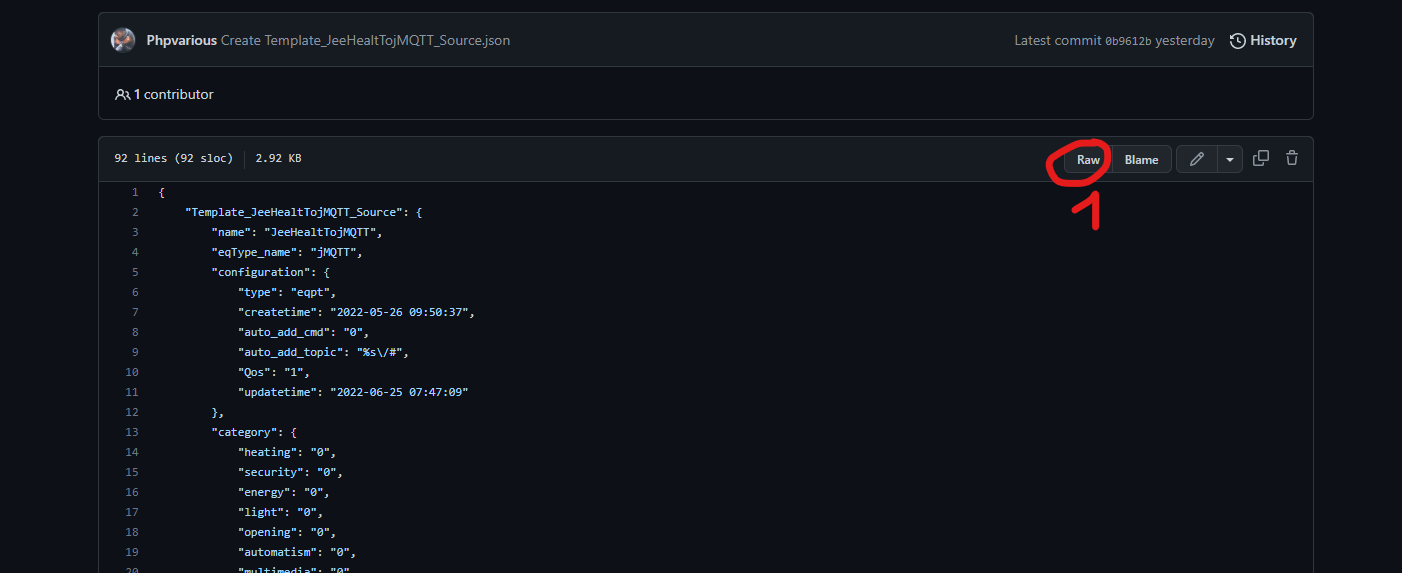 Phpvarious Create Template_JeeHealtTojMQTT_Source.json
Latest commit 0b9612b yesterday History
1 contributor
92 lines (92 sloc) 2.92 KB
Raw Blame
1
1 {
2 "Template_JeeHealtTojMQTT_Source": {
3 "name": "JeeHealtTojMQTT",
4 "eqType_name": "jMQTT",
5 "configuration": {
6 "type": "eqpt",
7 "createtime": "2022-05-26 09:50:37",
8 "auto_add_cmd": "0",
9 "auto_add_topic": "%s\/#",
10 "Qos": "1",
11 "updatetime": "2022-06-25 07:47:09"
12 },
13 "category": {
14 "heating": "0",
15 "security": "0",
16 "energy": "0",
17 "light": "0",
18 "opening": "0",
19 "automatism": "0",
20 "multimedia": "0"